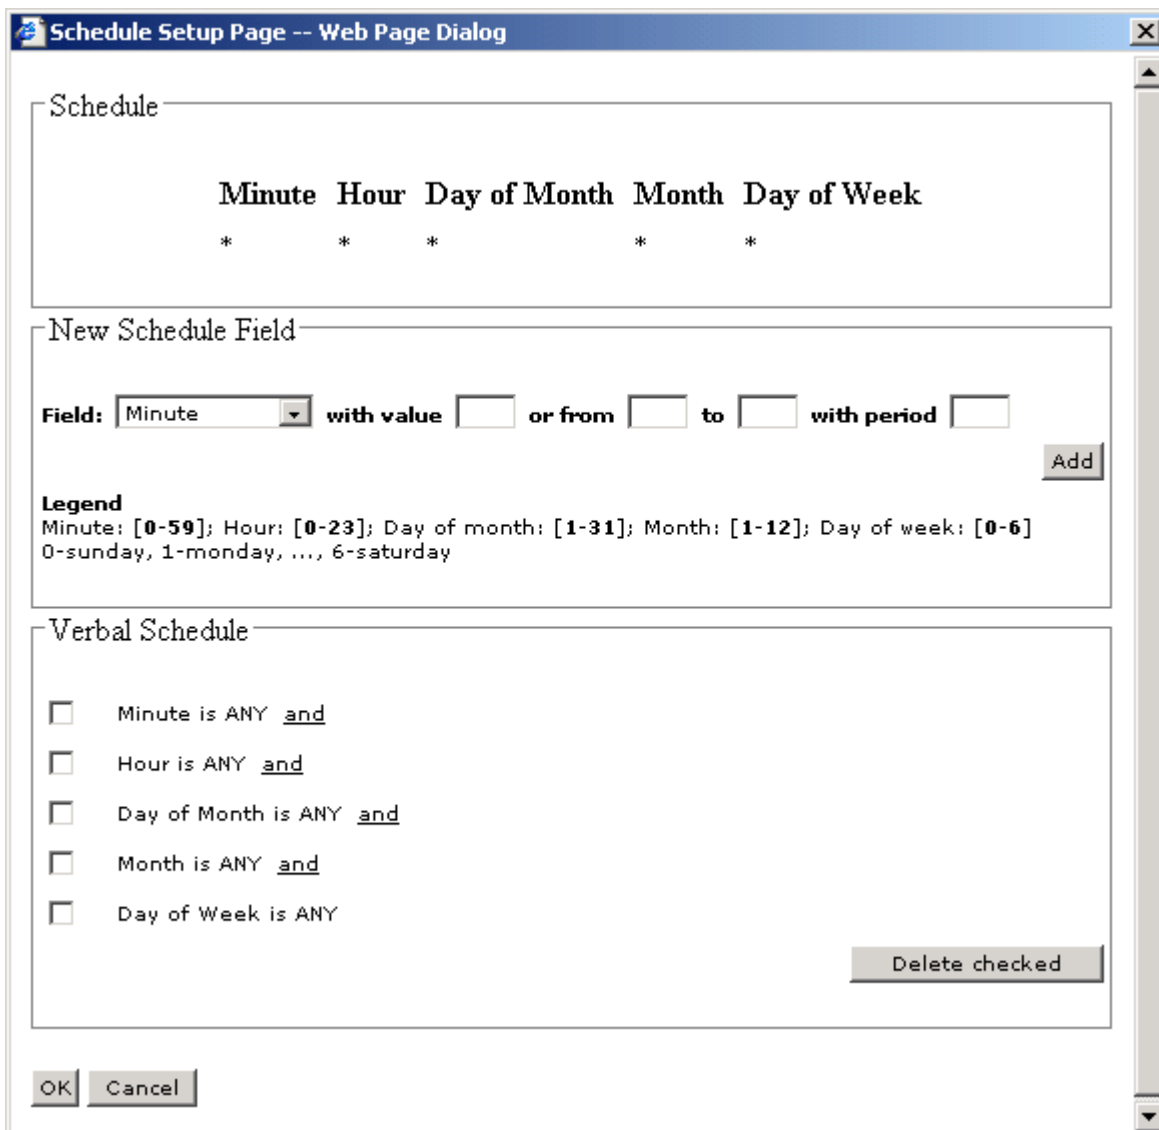 Schedule Setup Page -- Web Page Dialog
Schedule
Minute Hour Day of Month Month Day of Week
* * * * *
New Schedule Field
Field: Minute with value or from to with period
Add
Legend
Minute: [0-59]; Hour: [0-23]; Day of month: [1-31]; Month: [1-12]; Day of week: [0-6]
0-sunday, 1-monday, ..., 6-saturday
Verbal Schedule
Minute is ANY and
Hour is ANY and
Day of Month is ANY and
Month is ANY and
Day of Week is ANY
Delete checked
OK Cancel